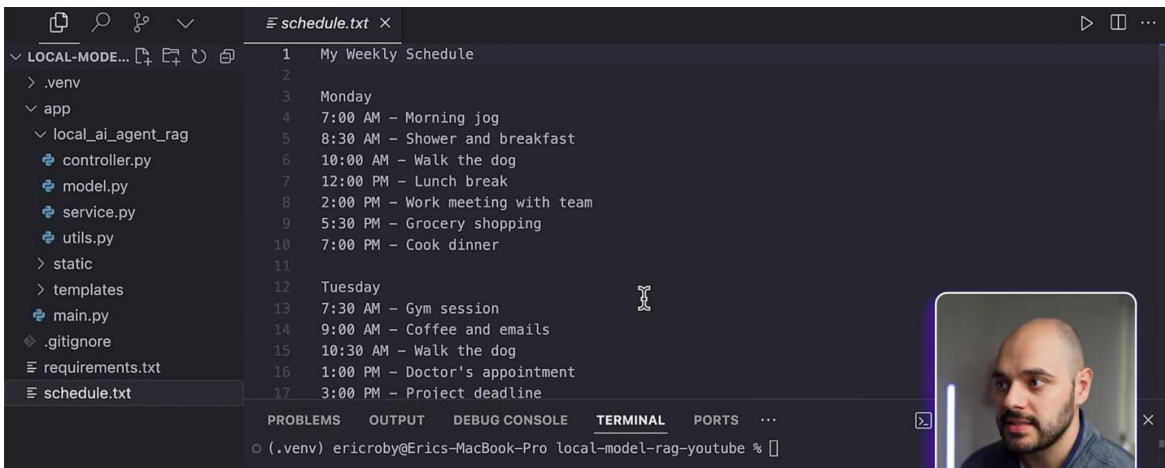 schedule.txt
LOCAL-MODE...
.venv
app
local_ai_agent_rag
controller.py
model.py
service.py
utils.py
static
templates
main.py
.gitignore
requirements.txt
schedule.txt
1 My Weekly Schedule
2
3 Monday
4 7:00 AM – Morning jog
5 8:30 AM – Shower and breakfast
6 10:00 AM – Walk the dog
7 12:00 PM – Lunch break
8 2:00 PM – Work meeting with team
9 5:30 PM – Grocery shopping
10 7:00 PM – Cook dinner
11
12 Tuesday
13 7:30 AM – Gym session
14 9:00 AM – Coffee and emails
15 10:30 AM – Walk the dog
16 1:00 PM – Doctor's appointment
17 3:00 PM – Project deadline
PROBLEMS OUTPUT DEBUG CONSOLE TERMINAL PORTS ...
(.venv) ericroby@Erics-MacBook-Pro local-model-rag-youtube %